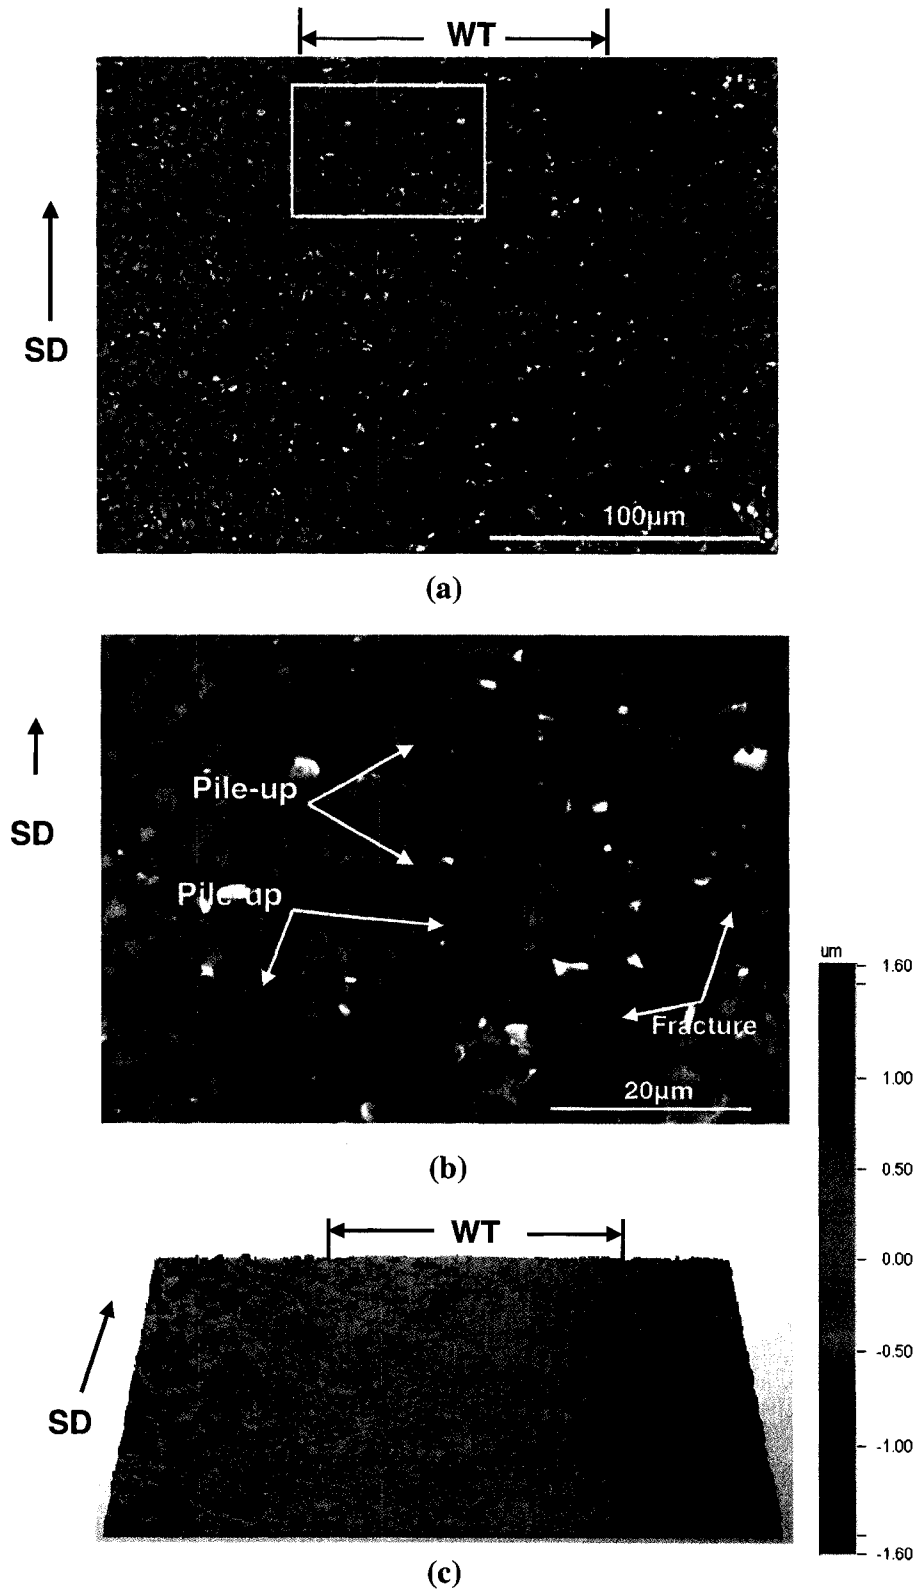 WT
SD
100µm
(a)
SD
Pile-up
Pile-up
Fracture
20µm
(b)
um
1.60
1.00
0.50
0.00
-0.50
-1.00
-1.60
WT
SD
(c)